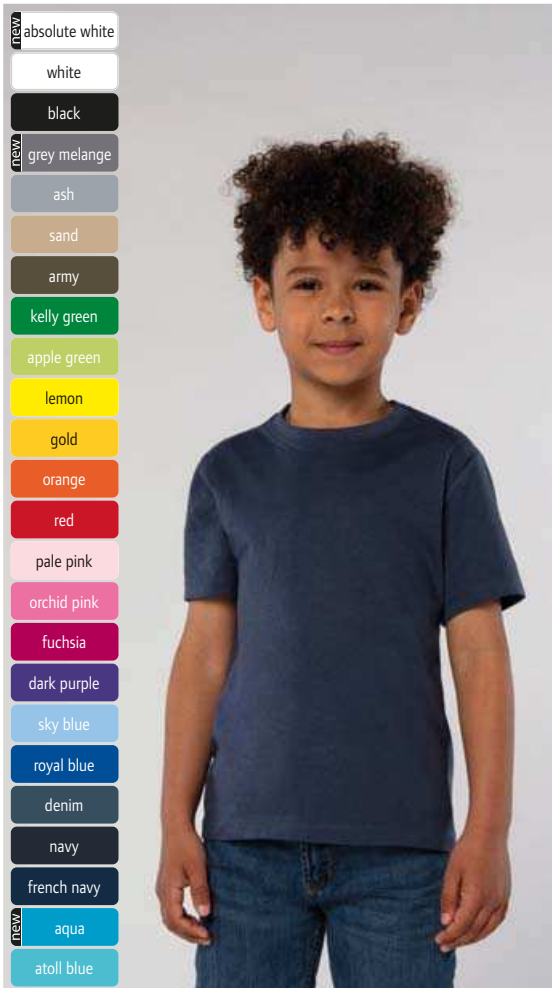 new
absolute white
white
black
new
grey melange
ash
sand
army
kelly green
apple green
lemon
gold
orange
red
pale pink
orchid pink
fuchsia
dark purple
sky blue
royal blue
denim
navy
french navy
new
aqua
atoll blue